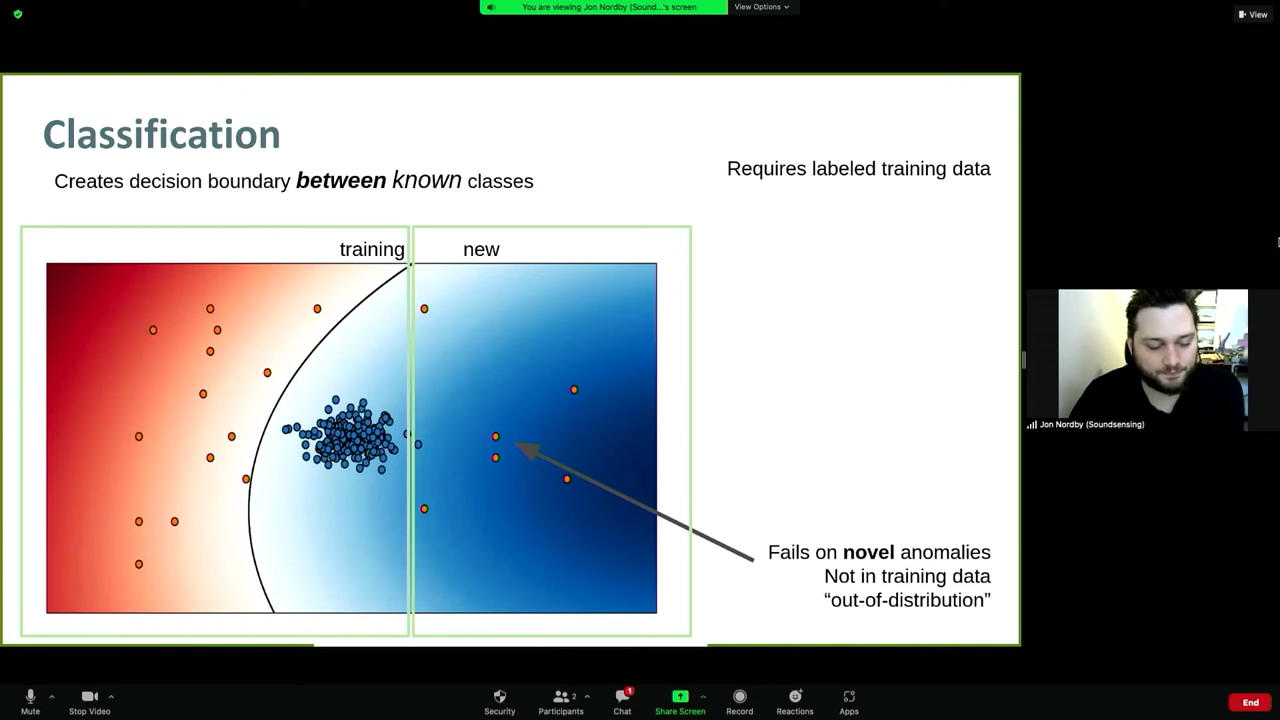 You are viewing Jon Nordby (Sound...'s screen
View Options
View
Classification
Creates decision boundary between known classes
Requires labeled training data
training
new
Jon Nordby (Soundsensing)
Fails on novel anomalies
Not in training data
“out-of-distribution”
Mute
Stop Video
Security
Participants
2
Chat
1
Share Screen
Record
Reactions
Apps
End